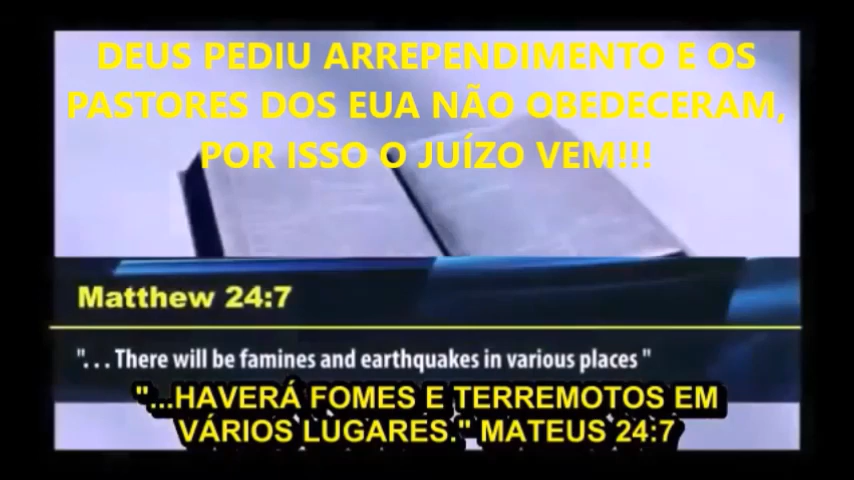 DEUS PEDIU ARREPENDIMENTO E OS
PASTORES DOS EUA NÃO OBEDECERAM,
POR ISSO O JUÍZO VEM!!!
Matthew 24:7
"... There will be famines and earthquakes in various places "
"...HAVERÁ FOMES E TERREMOTOS EM
VÁRIOS LUGARES." MATEUS 24:7